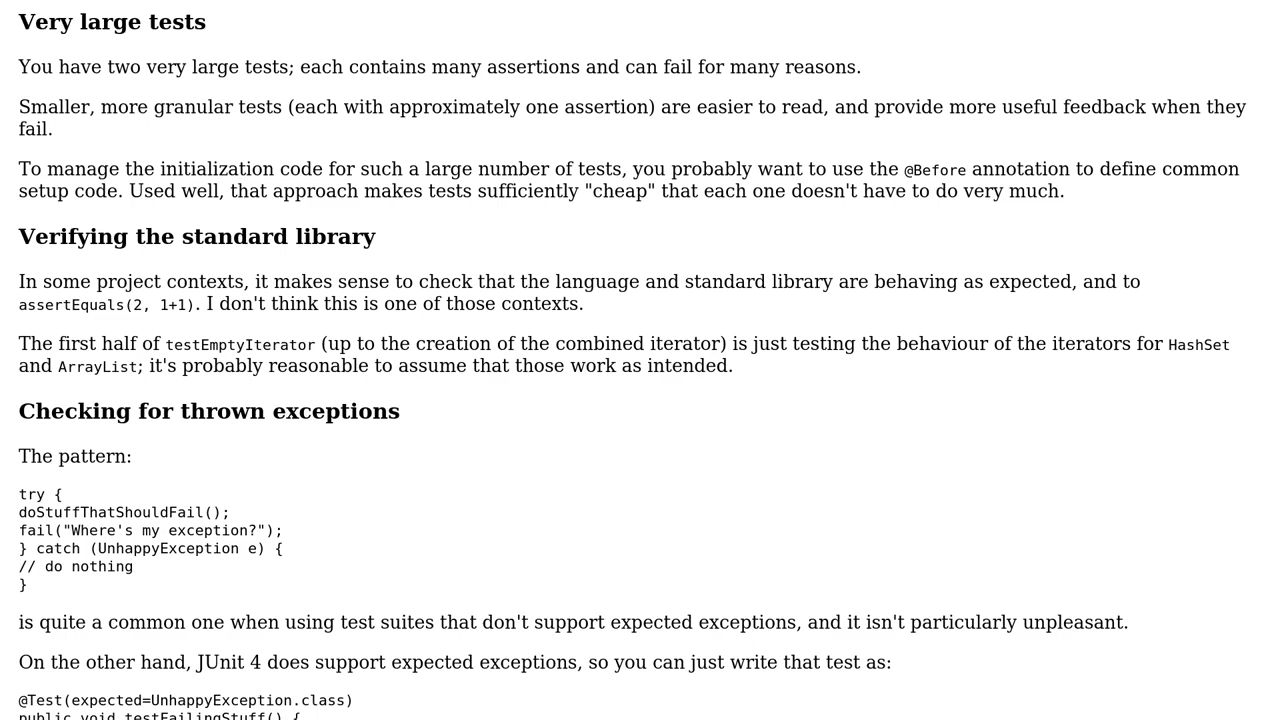 Very large tests
You have two very large tests; each contains many assertions and can fail for many reasons.
Smaller, more granular tests (each with approximately one assertion) are easier to read, and provide more useful feedback when they
fail.
To manage the initialization code for such a large number of tests, you probably want to use the @Before annotation to define common
setup code. Used well, that approach makes tests sufficiently "cheap" that each one doesn't have to do very much.
Verifying the standard library
In some project contexts, it makes sense to check that the language and standard library are behaving as expected, and to
assertEquals(2, 1+1). I don't think this is one of those contexts.
The first half of testEmptyIterator (up to the creation of the combined iterator) is just testing the behaviour of the iterators for HashSet
and ArrayList; it's probably reasonable to assume that those work as intended.
Checking for thrown exceptions
The pattern:
try {
doStuffThatShouldFail();
fail("Where's my exception?");
} catch (UnhappyException e) {
// do nothing
}
is quite a common one when using test suites that don't support expected exceptions, and it isn't particularly unpleasant.
On the other hand, JUnit 4 does support expected exceptions, so you can just write that test as:
@Test(expected=UnhappyException.class)
public void testFailingStuff() {